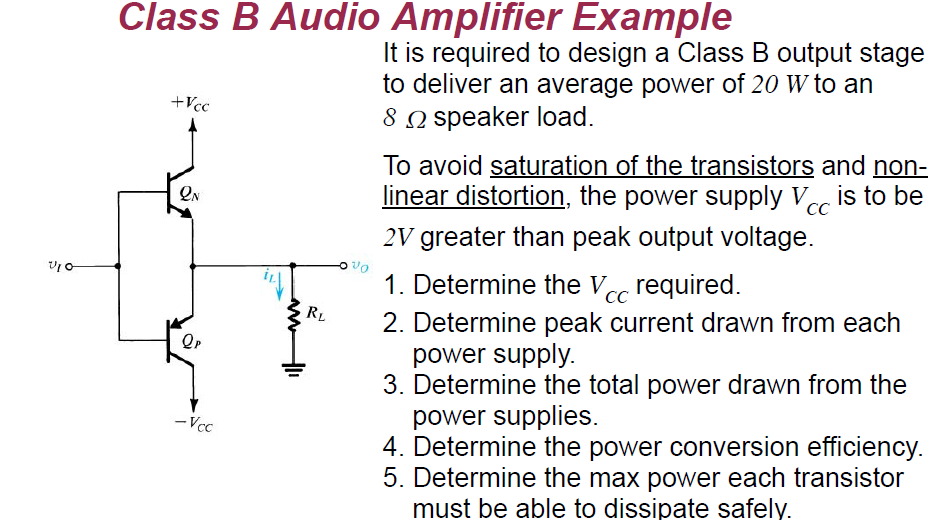 Class B Audio Amplifier Example
It is required to design a Class B output stage
to deliver an average power of 20 W to an
8 Ω speaker load.
To avoid saturation of the transistors and non-
linear distortion, the power supply VCC is to be
2V greater than peak output voltage.
1. Determine the VCC required.
2. Determine peak current drawn from each
power supply.
3. Determine the total power drawn from the
power supplies.
4. Determine the power conversion efficiency.
5. Determine the max power each transistor
must be able to dissipate safely.
+VCC
QN
vI
iL
vO
RL
QP
−VCC